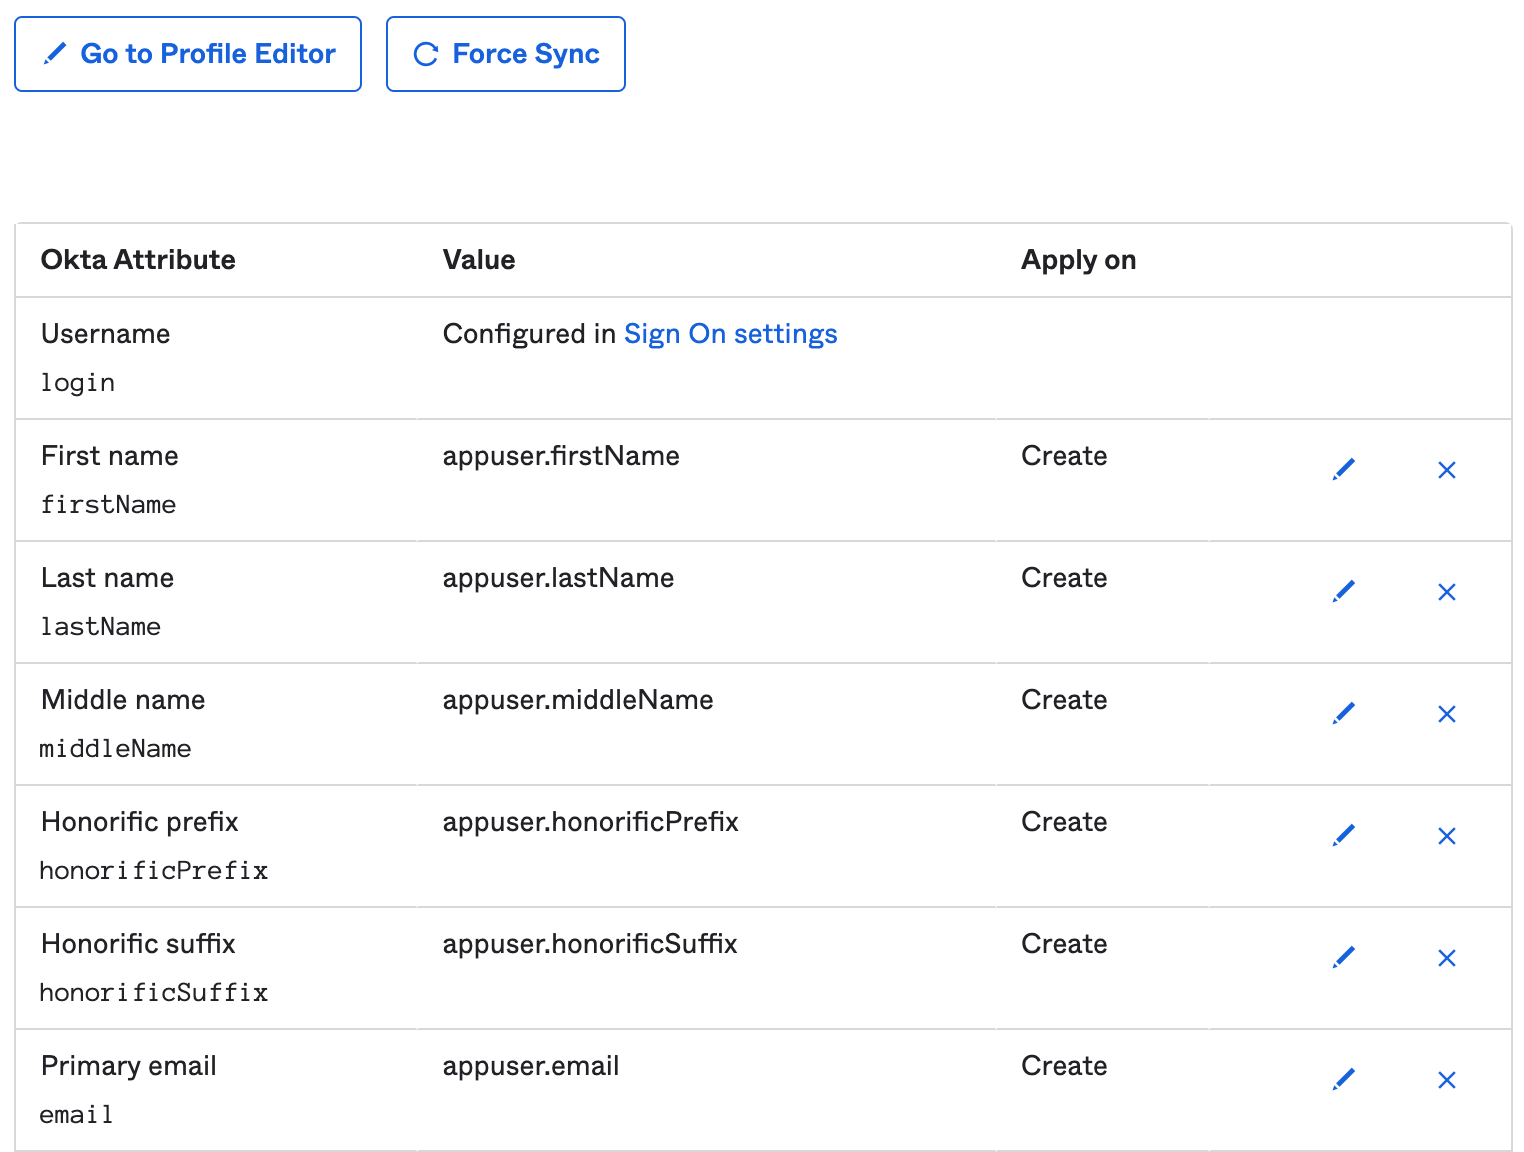 Go to Profile Editor Force Sync
Okta Attribute Value Apply on
Username Configured in Sign On settings
login
First name appuser.firstName Create
firstName
Last name appuser.lastName Create
lastName
Middle name appuser.middleName Create
middleName
Honorific prefix appuser.honorificPrefix Create
honorificPrefix
Honorific suffix appuser.honorificSuffix Create
honorificSuffix
Primary email appuser.email Create
email